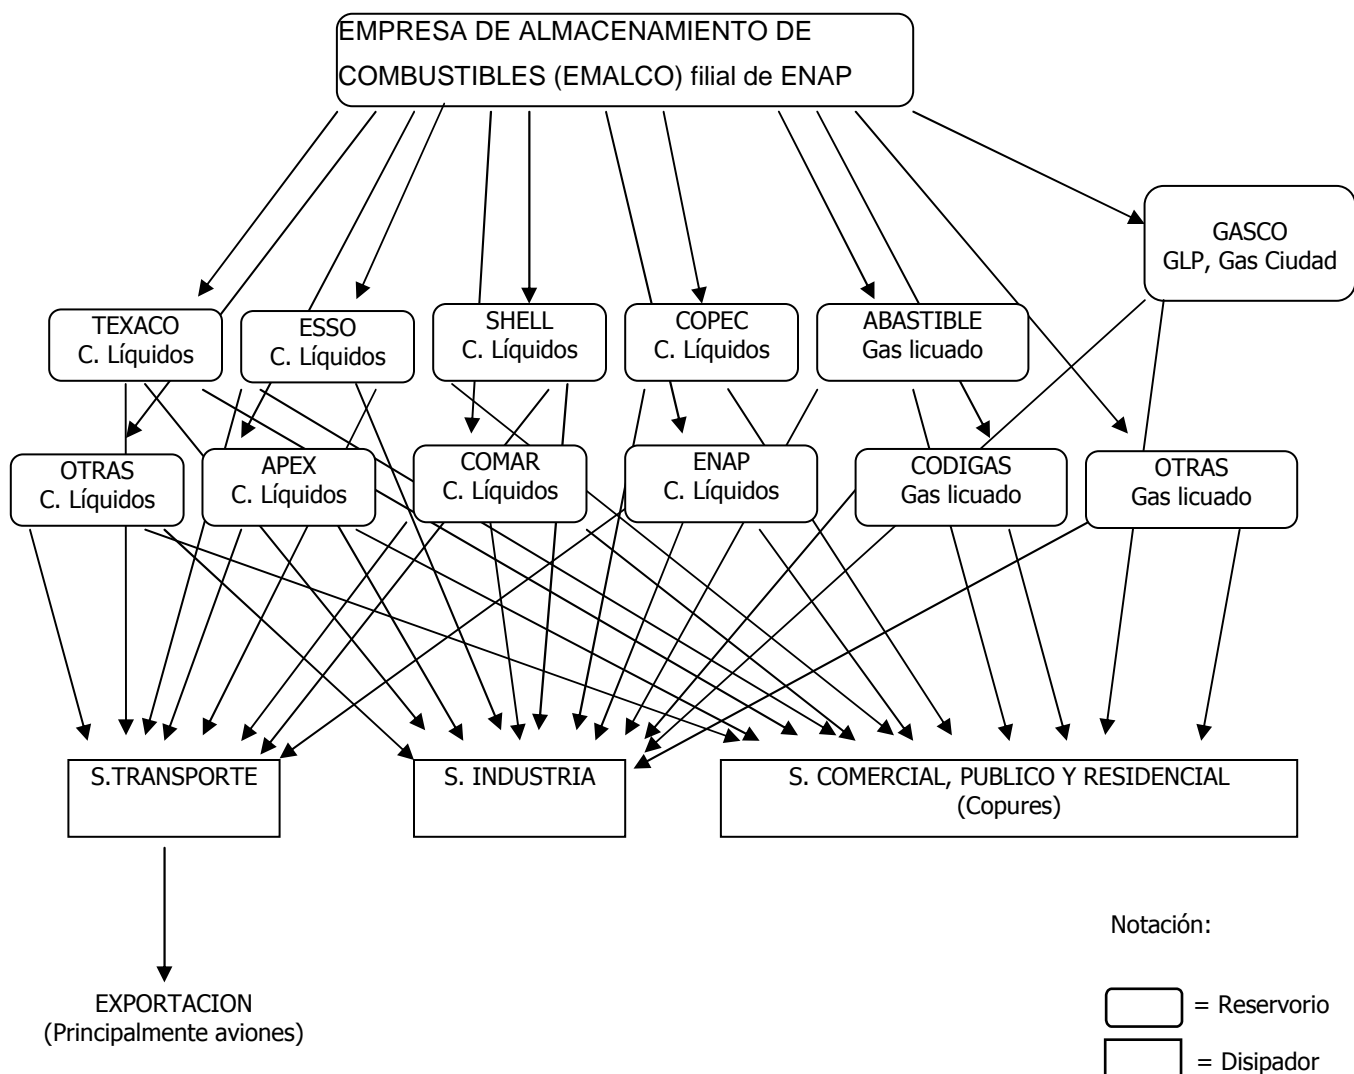 EMPRESA DE ALMACENAMIENTO DE
COMBUSTIBLES (EMALCO) filial de ENAP
GASCO
GLP, Gas Ciudad
TEXACO
C. Líquidos
ESSO
C. Líquidos
SHELL
C. Líquidos
COPEC
C. Líquidos
ABASTIBLE
Gas licuado
OTRAS
C. Líquidos
APEX
C. Líquidos
COMAR
C. Líquidos
ENAP
C. Líquidos
CODIGAS
Gas licuado
OTRAS
Gas licuado
S.TRANSPORTE
S. INDUSTRIA
S. COMERCIAL, PUBLICO Y RESIDENCIAL
(Copures)
EXPORTACION
(Principalmente aviones)
Notación:
= Reservorio
= Disipador